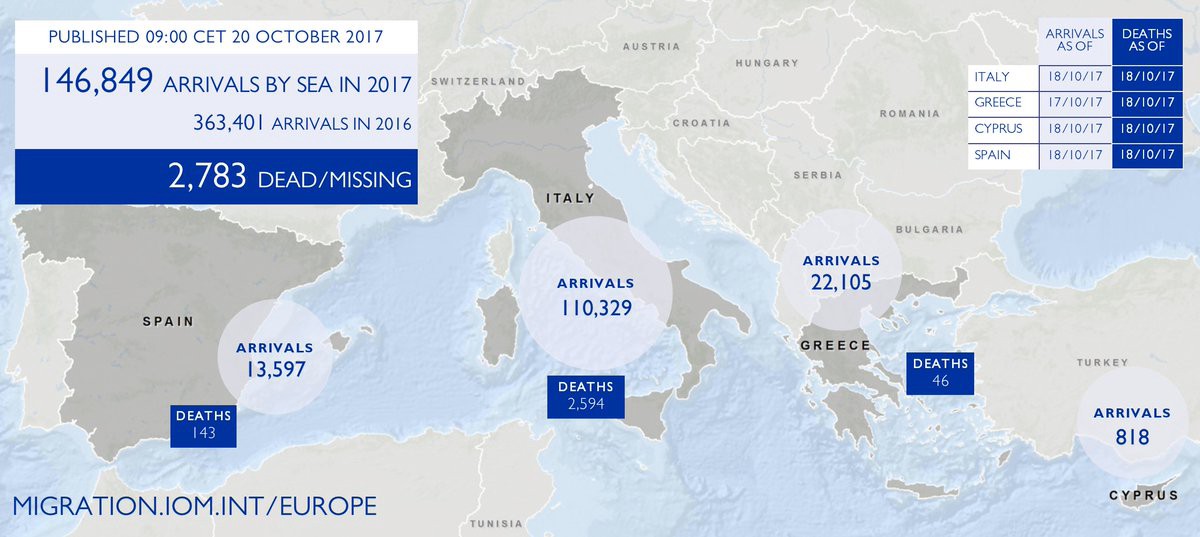 PUBLISHED 09:00 CET 20 OCTOBER 2017
146,849 ARRIVALS BY SEA IN 2017
363,401 ARRIVALS IN 2016
2,783 DEAD/MISSING
ARRIVALS AS OF
DEATHS AS OF
ITALY 18/10/17 18/10/17
GREECE 17/10/17 18/10/17
CYPRUS 18/10/17 18/10/17
SPAIN 18/10/17 18/10/17
AUSTRIA
HUNGARY
SWITZERLAND
ROMANIA
CROATIA
SERBIA
ITALY
BULGARIA
ARRIVALS
22,105
ARRIVALS
110,329
SPAIN
GREECE
ARRIVALS
13,597
TURKEY
DEATHS
46
DEATHS
2,594
DEATHS
143
ARRIVALS
818
CYPRUS
MIGRATION.IOM.INT/EUROPE
TUNISIA